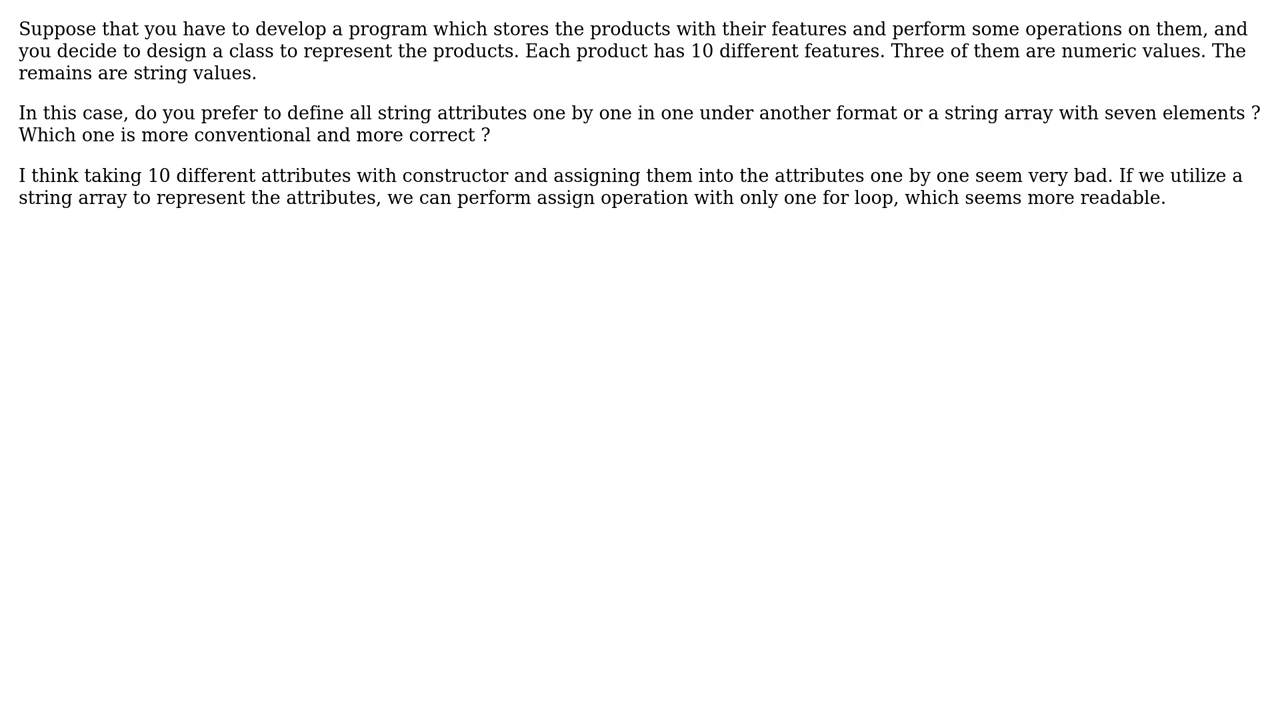 Suppose that you have to develop a program which stores the products with their features and perform some operations on them, and
you decide to design a class to represent the products. Each product has 10 different features. Three of them are numeric values. The
remains are string values.
In this case, do you prefer to define all string attributes one by one in one under another format or a string array with seven elements ?
Which one is more conventional and more correct ?
I think taking 10 different attributes with constructor and assigning them into the attributes one by one seem very bad. If we utilize a
string array to represent the attributes, we can perform assign operation with only one for loop, which seems more readable.